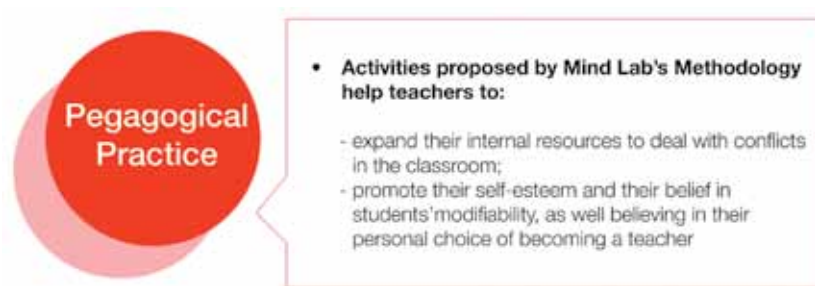 Pegagogical
Practice
• Activities proposed by Mind Lab's Methodology
help teachers to:
- expand their internal resources to deal with conflicts
in the classroom;
- promote their self-esteem and their belief in
students'modifiability, as well believing in their
personal choice of becoming a teacher